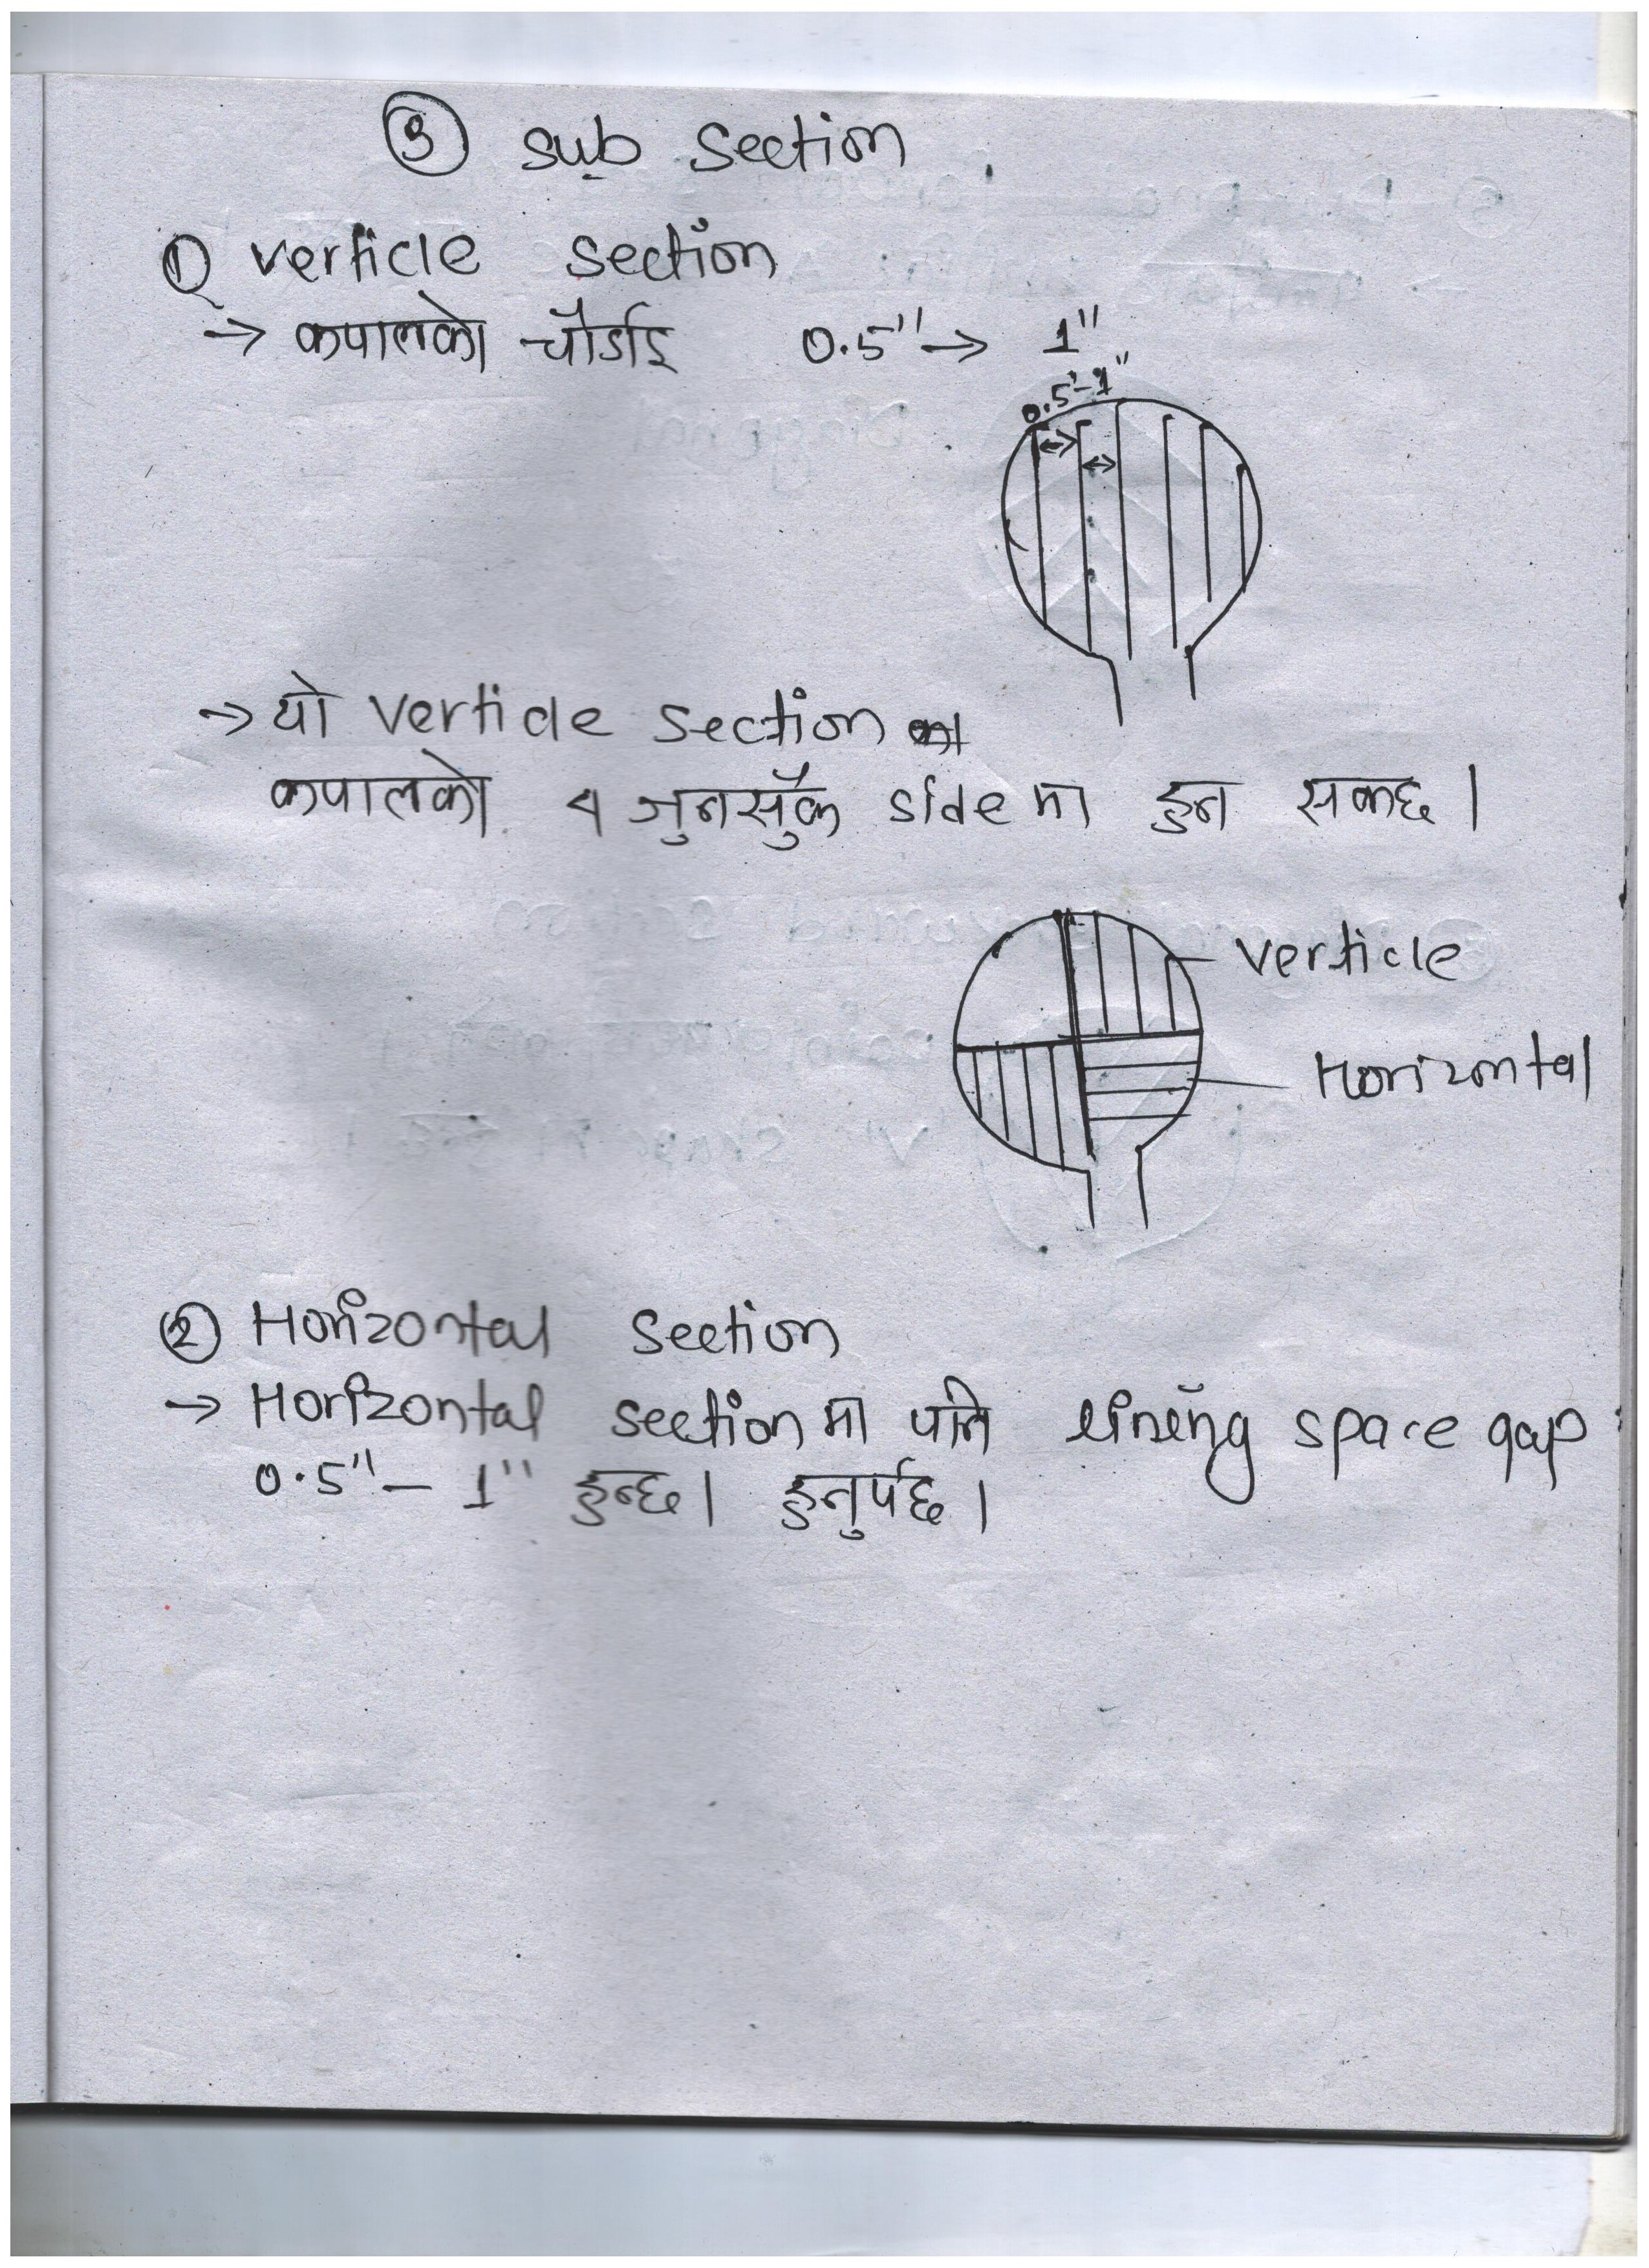 ③ Sub Section
① verticle section
→ कपालको चौडाई 0.5" → 1"
0.5"-1"
→ यो verticle section का
कपालको ४ जुनसुकै side मा हुन सक्छ ।
verticle
Horizontal
② Horizontal section
→ Horizontal section मा पनि lining space gap
0.5" – 1" हुन्छ । हुनुपर्छ ।